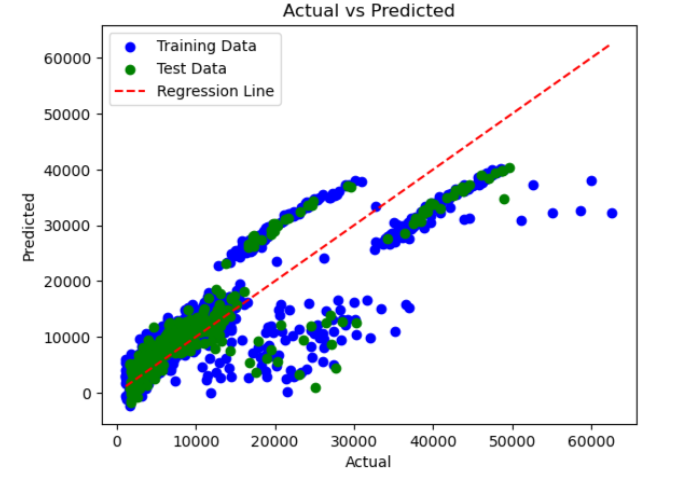 Actual vs Predicted
Training Data
Test Data
Regression Line
Predicted
60000
50000
40000
30000
20000
10000
0
0 10000 20000 30000 40000 50000 60000
Actual